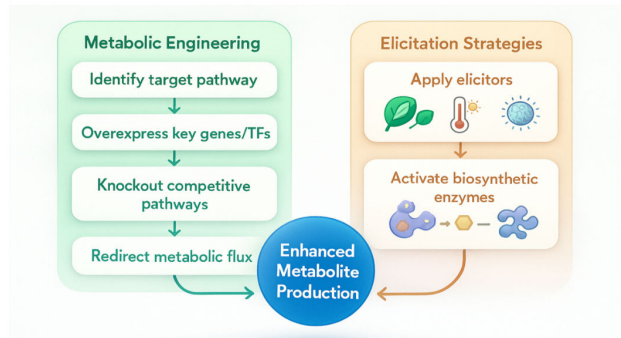 Metabolic Engineering
Identify target pathway
Overexpress key genes/TFs
Knockout competitive
pathways
Redirect metabolic flux
Elicitation Strategies
Apply elicitors
Activate biosynthetic
enzymes
Enhanced
Metabolite
Production